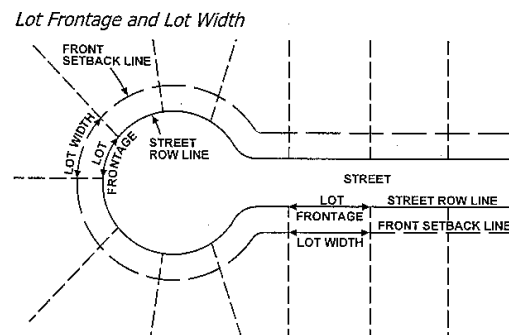 Lot Frontage and Lot Width
FRONT
SETBACK LINE
LOT WIDTH
LOT
FRONTAGE
STREET
ROW LINE
STREET
LOT
FRONTAGE
STREET ROW LINE
LOT WIDTH
FRONT SETBACK LINE